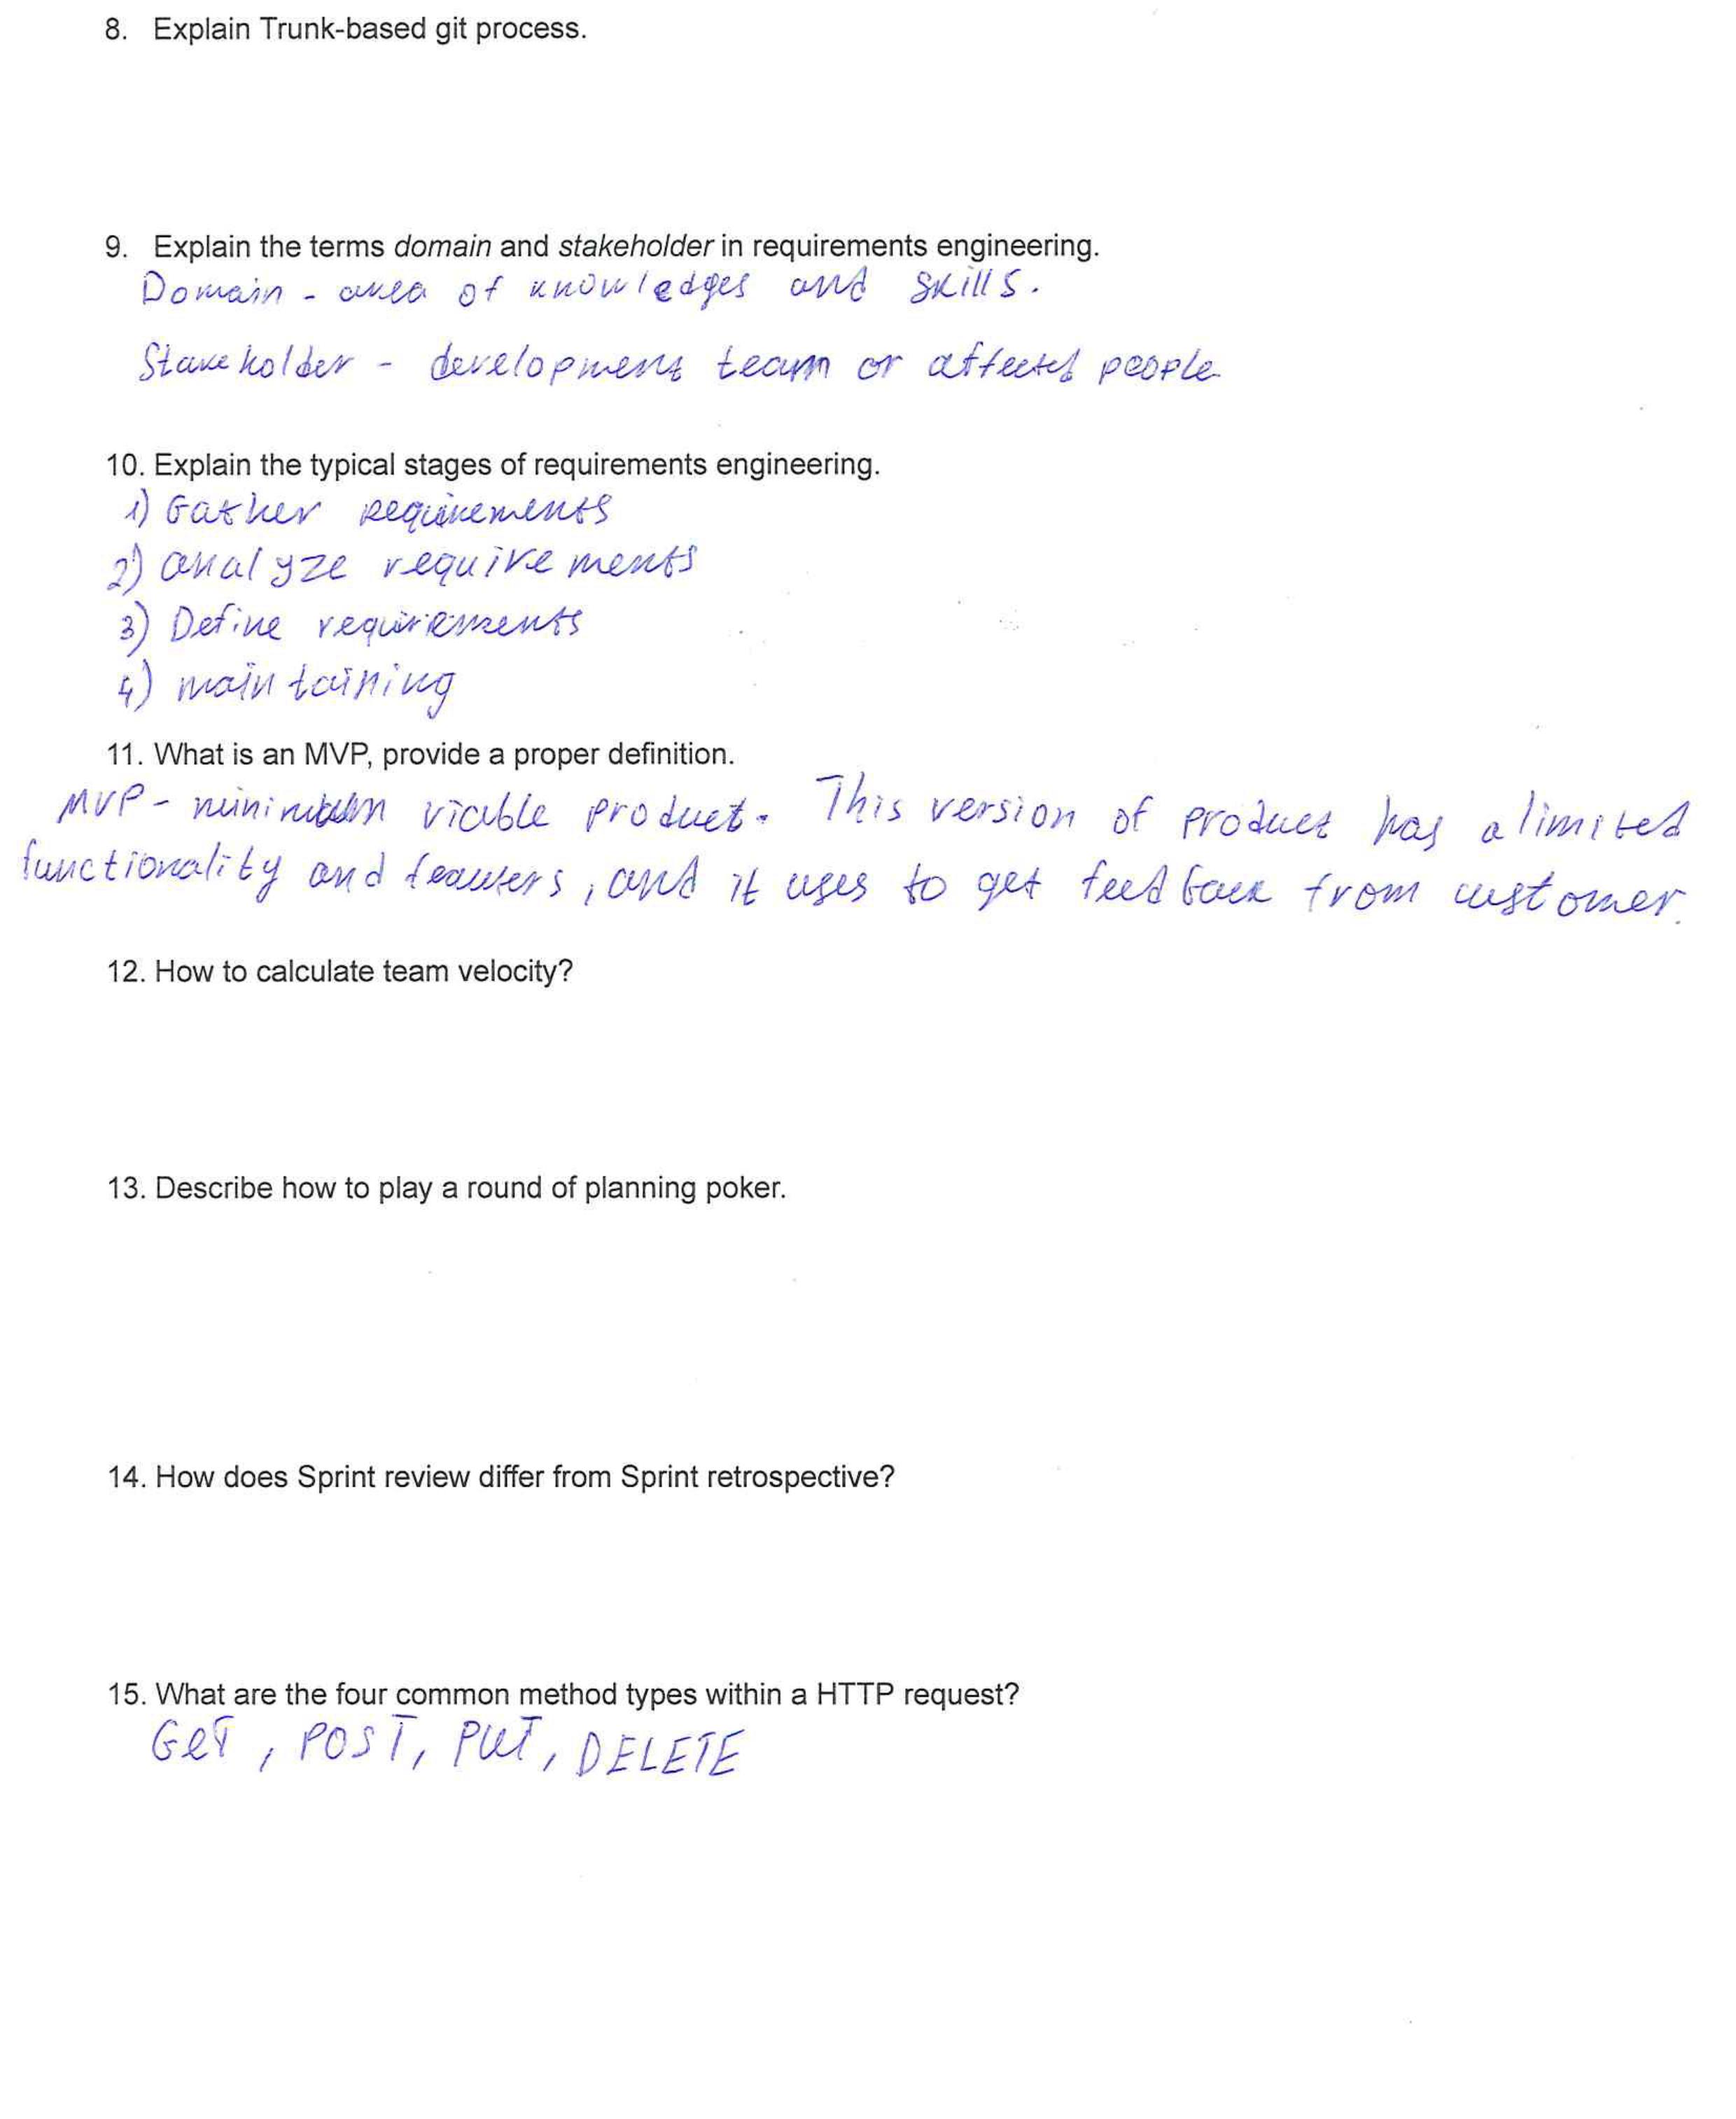 8. Explain Trunk-based git process.
9. Explain the terms domain and stakeholder in requirements engineering.
Domain - area of knowledges and skills.
Stakeholder - development team or affected people
10. Explain the typical stages of requirements engineering.
1) Gather requirements
2) analyze requirements
3) Define requiriements
4) maintaining
11. What is an MVP, provide a proper definition.
MVP - minimum viable product. This version of product has a limited
functionality and feauters, and it uses to get feedback from customer.
12. How to calculate team velocity?
13. Describe how to play a round of planning poker.
14. How does Sprint review differ from Sprint retrospective?
15. What are the four common method types within a HTTP request?
GET, POST, PUT, DELETE